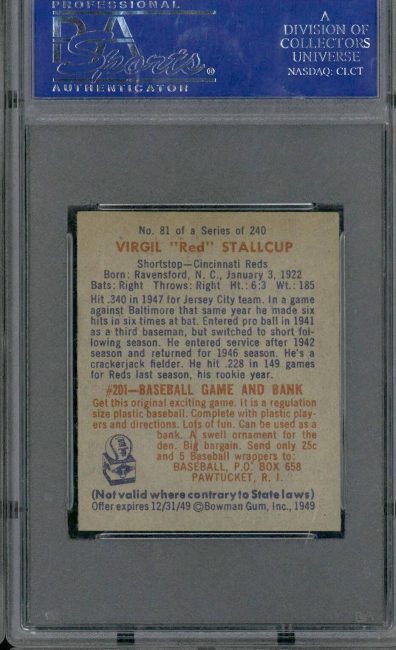 PROFESSIONAL
PSA
Sports®
AUTHENTICATOR
A
DIVISION OF
COLLECTORS
UNIVERSE
NASDAQ: CLCT
No. 81 of a Series of 240
VIRGIL "Red" STALLCUP
Shortstop—Cincinnati Reds
Born: Ravensford, N. C., January 3, 1922
Bats: Right Throws: Right Ht.: 6:3 Wt.: 185
Hit .340 in 1947 for Jersey City team. In a game
against Baltimore that same year he made six
hits in six times at bat. Entered pro ball in 1941
as a third baseman, but switched to short fol-
lowing season. He entered service after 1942
and returned for 1946 season. He's a
crackerjack fielder. He hit .228 in 149 games
for Reds last season, his rookie year.
#201—BASEBALL GAME AND BANK
Get this original exciting game. It is a regulation
size plastic baseball. Complete with plastic play-
ers and directions. Lots of fun. Can be used as a
bank. A swell ornament for the
den. Big bargain. Send only 25c
and 5 Baseball wrappers to:
BASEBALL, P.O. BOX 658
PAWTUCKET, R. I.
(Not valid where contrary to State laws)
Offer expires 12/31/49 ©Bowman Gum, Inc., 1949